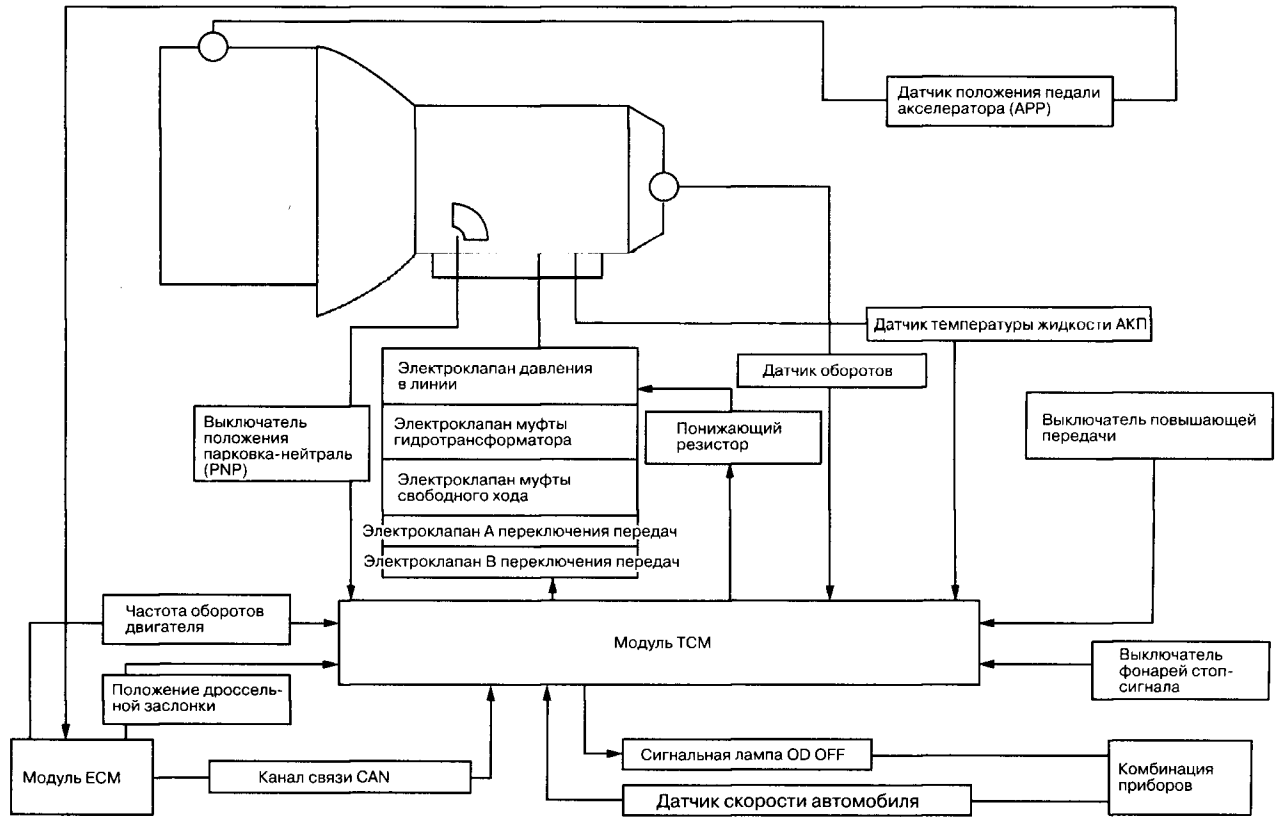 Датчик положения педали
акселератора (APP)
Датчик температуры жидкости АКП
Электроклапан давления
в линии
Датчик оборотов
Выключатель
положения
парковка-нейтраль
(PNP)
Электроклапан муфты
гидротрансформатора
Понижающий
резистор
Выключатель повышающей
передачи
Электроклапан муфты
свободного хода
Электроклапан А переключения передач
Электроклапан В переключения передач
Частота оборотов
двигателя
Модуль TCM
Выключатель
фонарей стоп-
сигнала
Положение дроссель-
ной заслонки
Модуль ECM
Канал связи CAN
Сигнальная лампа OD OFF
Датчик скорости автомобиля
Комбинация
приборов